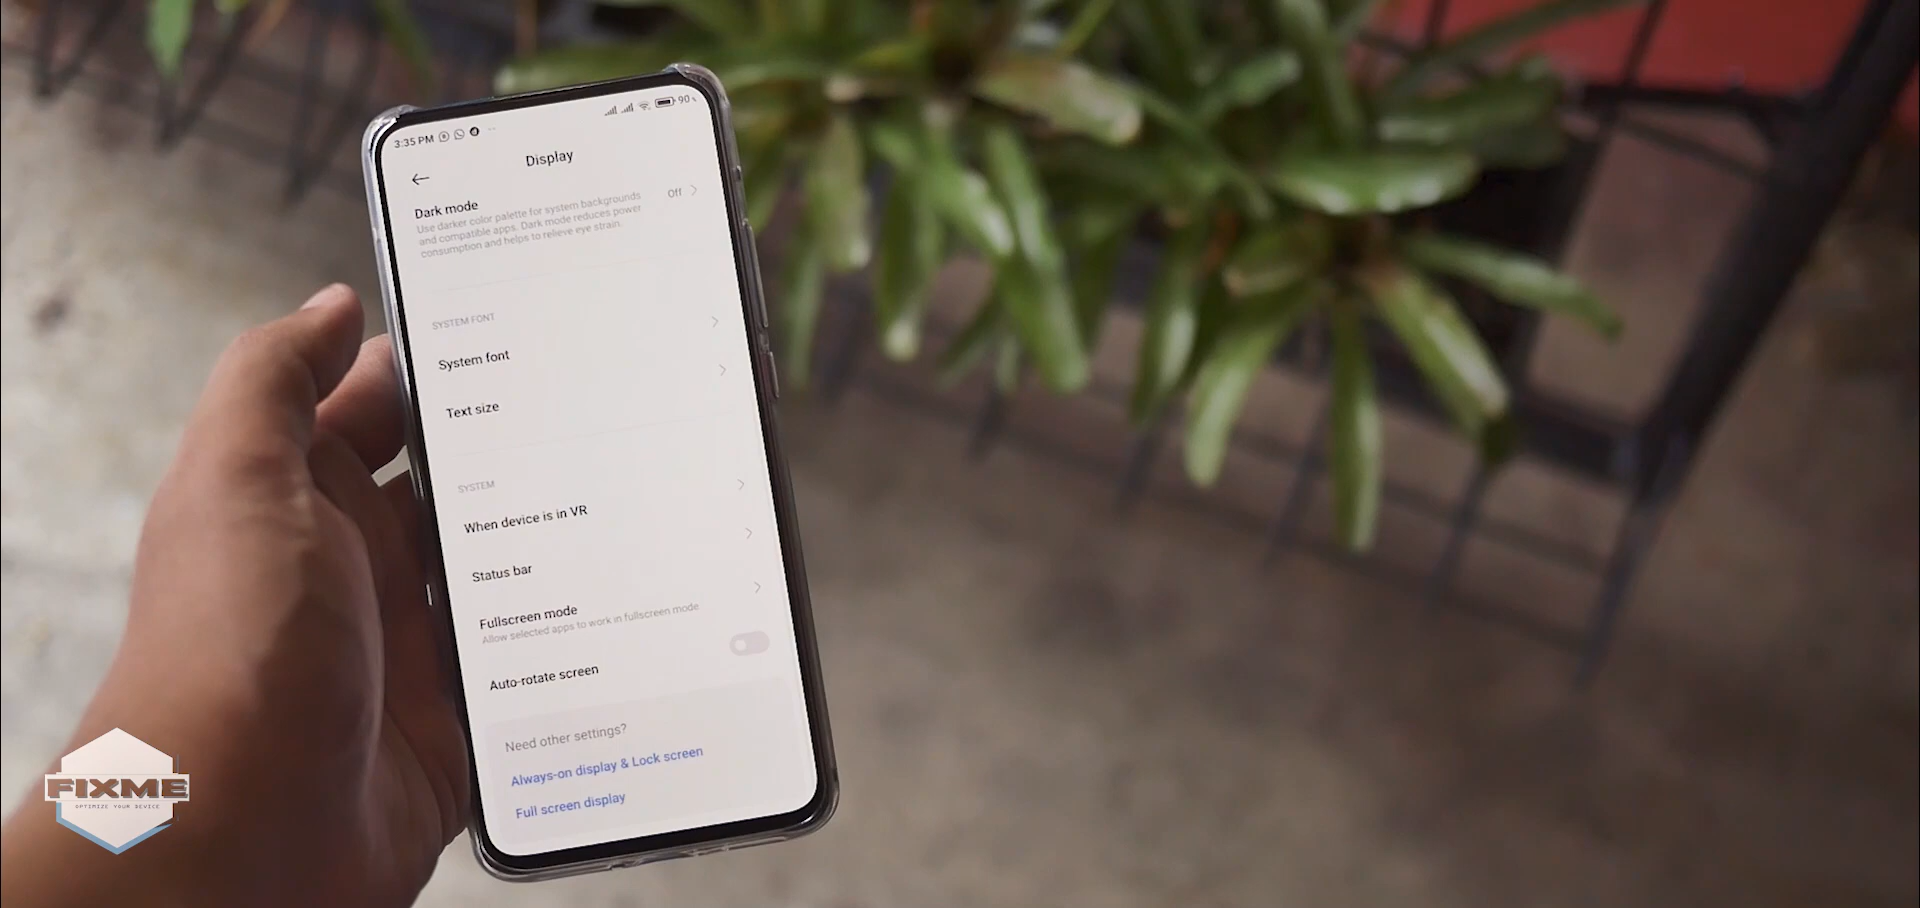 3:35 PM
90
Display
Dark mode
Off
Use darker color palette for system backgrounds
and compatible apps. Dark mode reduces power
consumption and helps to relieve eye strain.
SYSTEM FONT
System font
Text size
SYSTEM
When device is in VR
Status bar
Fullscreen mode
Allow selected apps to work in fullscreen mode
Auto-rotate screen
Need other settings?
Always-on display & Lock screen
Full screen display
FIXME
OPTIMIZE YOUR DEVICE